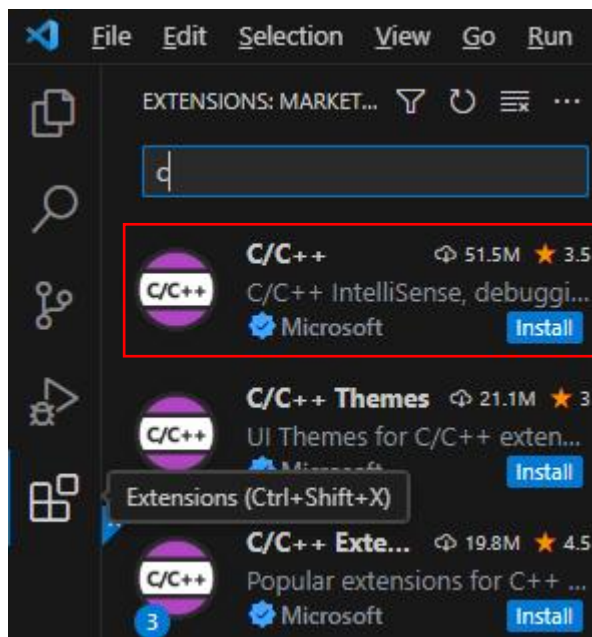 File Edit Selection View Go Run
EXTENSIONS: MARKET... ...
c
C/C++ 51.5M ★ 3.5
C/C++ C/C++ IntelliSense, debuggi...
Microsoft Install
C/C++ Themes 21.1M ★ 3
C/C++ UI Themes for C/C++ exten...
Microsoft Install
Extensions (Ctrl+Shift+X)
C/C++ Exte... 19.8M ★ 4.5
C/C++ Popular extensions for C++ ...
3 Microsoft Install